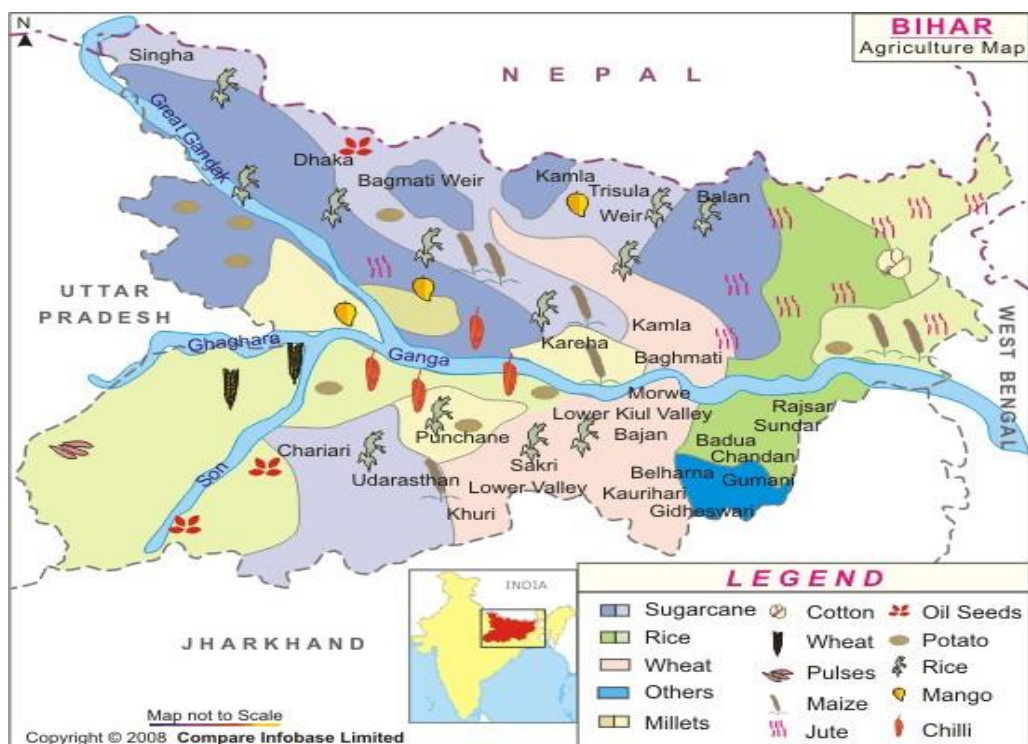 N
BIHAR
Agriculture Map
NEPAL
Singha
Great Gandak
Dhaka
Bagmati Weir
Kamla
Trisula
Weir
Balan
UTTAR
PRADESH
Ghaghara
Ganga
Kareha
Kamla
Baghmati
WEST BENGAL
Morwe
Lower Kiul Valley
Bajan
Rajsar
Sundar
Badua
Chandan
Punchane
Chariari
Son
Udarasthan
Sakri
Lower Valley
Khuri
Belharna
Gumani
Kaurihari
Gidheswari
JHARKHAND
INDIA
LEGEND
Sugarcane
Rice
Wheat
Others
Millets
Cotton
Wheat
Pulses
Maize
Jute
Oil Seeds
Potato
Rice
Mango
Chilli
Map not to Scale
Copyright © 2008 Compare Infobase Limited